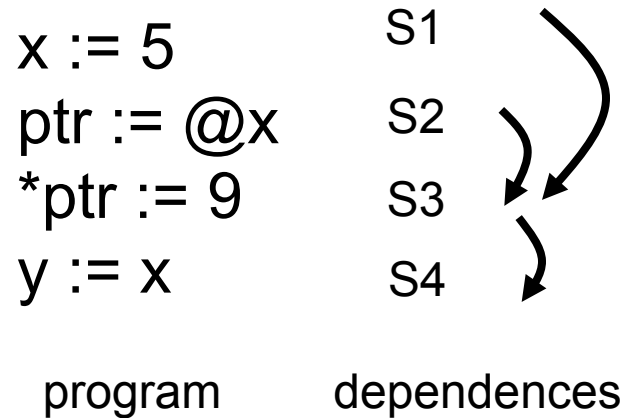 x := 5 S1
ptr := @x S2
*ptr := 9 S3
y := x S4
program dependences